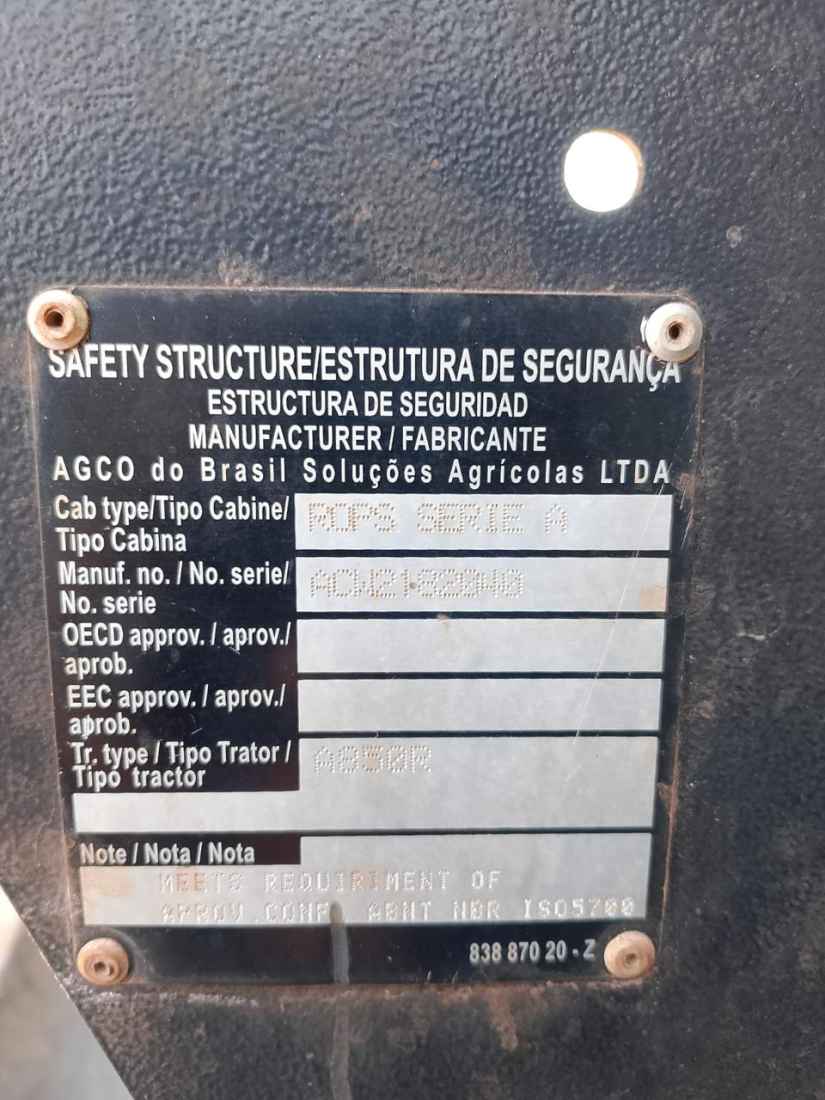 SAFETY STRUCTURE/ESTRUTURA DE SEGURANÇA
ESTRUCTURA DE SEGURIDAD
MANUFACTURER / FABRICANTE
AGCO do Brasil Soluções Agrícolas LTDA
Cab type/Tipo Cabine/ ROPS SERIE A
Tipo Cabina
Manuf. no. / No. serie/
No. serie
OECD approv. / aprov./
aprob.
EEC approv. / aprov./
aprob.
Tr. type / Tipo Trator / A850R
Tipo tractor
Note / Nota / Nota
MEETS REQUIRIMENT OF
APROV.CONF. ABNT NBR ISO5700
838 870 20 - Z